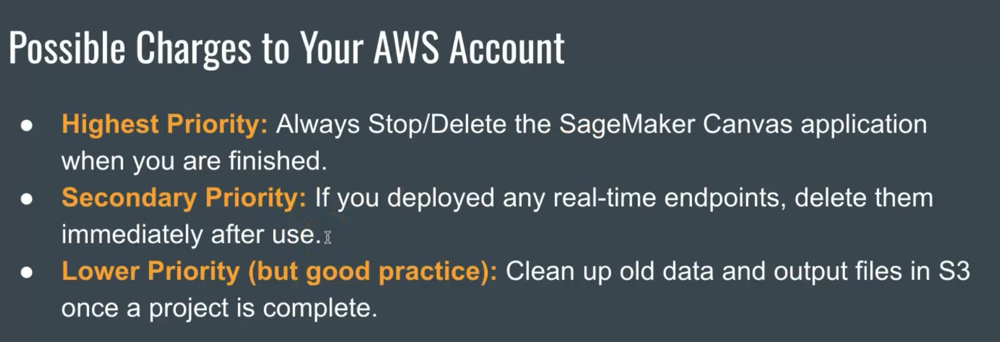 Possible Charges to Your AWS Account
● Highest Priority: Always Stop/Delete the SageMaker Canvas application
when you are finished.
● Secondary Priority: If you deployed any real-time endpoints, delete them
immediately after use.
● Lower Priority (but good practice): Clean up old data and output files in S3
once a project is complete.